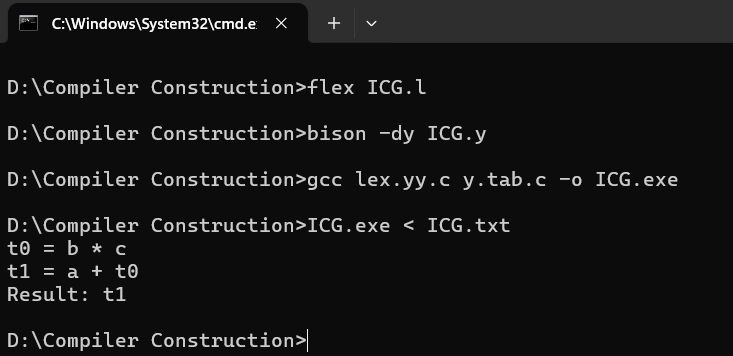 C:\Windows\System32\cmd.e
D:\Compiler Construction>flex ICG.l
D:\Compiler Construction>bison -dy ICG.y
D:\Compiler Construction>gcc lex.yy.c y.tab.c -o ICG.exe
D:\Compiler Construction>ICG.exe < ICG.txt
t0 = b * c
t1 = a + t0
Result: t1
D:\Compiler Construction>